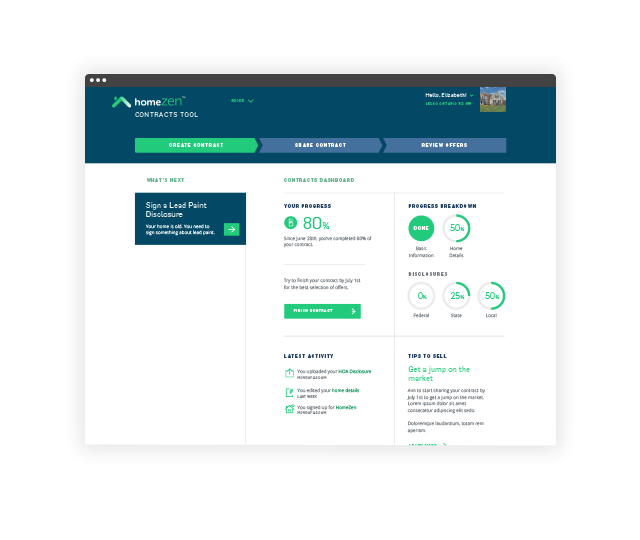 homezen™
CONTRACTS TOOL
Hello, Elizabeth!
CREATE CONTRACT
SHARE CONTRACT
REVIEW OFFERS
WHAT'S NEXT
Sign a Lead Paint
Disclosure
Your home is old. You need to
sign something about lead paint.
CONTRACTS DASHBOARD
YOUR PROGRESS
80%
Since June 28th, you've completed 80% of
your contract.
Try to finish your contract by July 1st
for the best selection of offers.
FINISH CONTRACT
PROGRESS BREAKDOWN
DONE
50%
Basic
Information
Home
Details
DISCLOSURES
0%
25%
50%
Federal
State
Local
LATEST ACTIVITY
You uploaded your HOA Disclosure
You edited your home details
LAST WEEK
You signed up for HomeZen
TIPS TO SELL
Get a jump on the
market
Aim to start sharing your contract by
July 1st to get a jump on the market.
Lorem ipsum dolor sit amet
consectetur adipiscing elit sedo.
Doloremque laudantium, totam rem
aperiam.